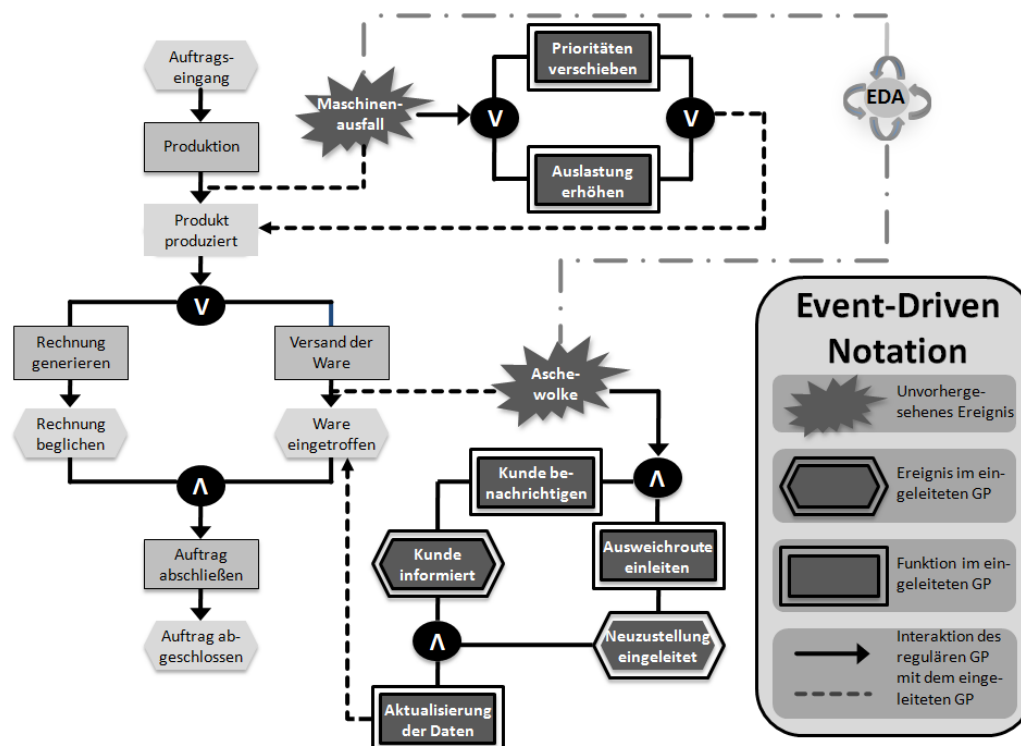 Auftrags-
eingang
Produktion
Produkt
produziert
V
Rechnung
generieren
Versand der
Ware
Rechnung
beglichen
Ware
eingetroffen
Λ
Auftrag
abschließen
Auftrag ab-
geschlossen
Maschinen-
ausfall
V
Prioritäten
verschieben
Auslastung
erhöhen
V
EDA
Asche-
wolke
Λ
Kunde be-
nachrichtigen
Ausweichroute
einleiten
Kunde
informiert
Neuzustellung
eingeleitet
Λ
Aktualisierung
der Daten
Event-Driven
Notation
Unvorherge-
sehenes Ereignis
Ereignis im ein-
geleiteten GP
Funktion im ein-
geleiteten GP
Interaktion des
regulären GP
mit dem einge-
leiteten GP